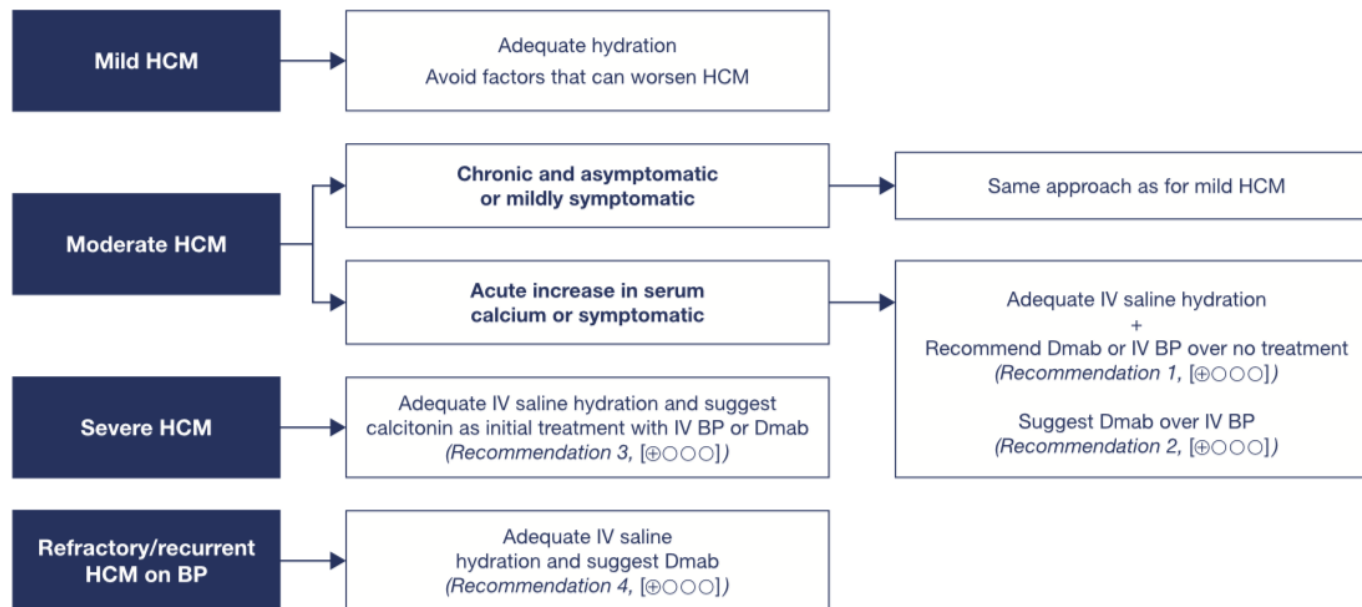 Mild HCM
Adequate hydration
Avoid factors that can worsen HCM
Moderate HCM
Chronic and asymptomatic
or mildly symptomatic
Same approach as for mild HCM
Acute increase in serum
calcium or symptomatic
Adequate IV saline hydration
+
Recommend Dmab or IV BP over no treatment
(Recommendation 1, [⊕○○○])
Suggest Dmab over IV BP
(Recommendation 2, [⊕○○○])
Severe HCM
Adequate IV saline hydration and suggest
calcitonin as initial treatment with IV BP or Dmab
(Recommendation 3, [⊕○○○])
Refractory/recurrent
HCM on BP
Adequate IV saline
hydration and suggest Dmab
(Recommendation 4, [⊕○○○])